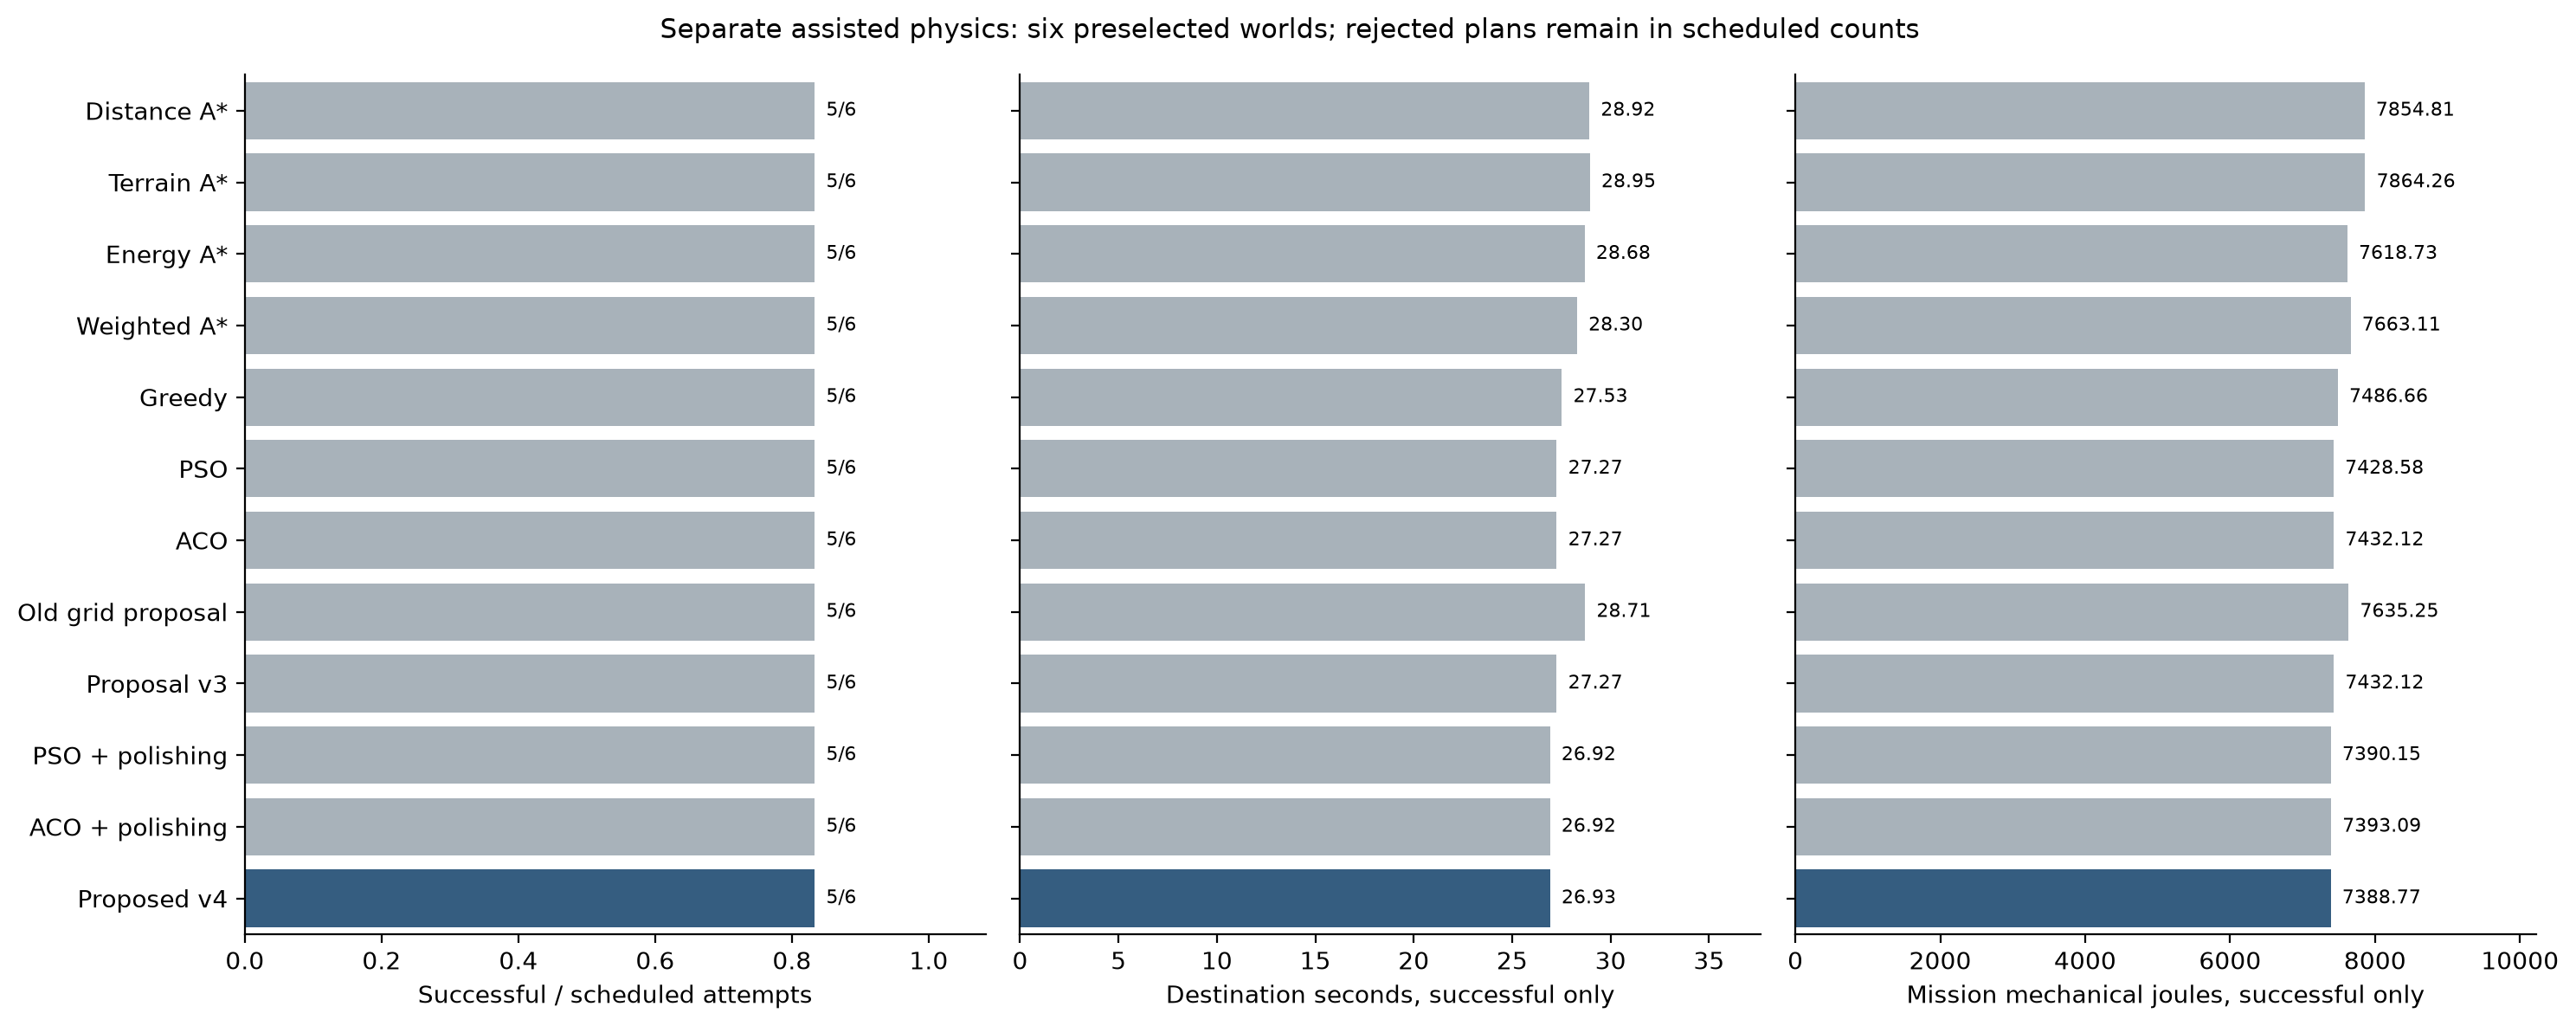 Separate assisted physics: six preselected worlds; rejected plans remain in scheduled counts
Distance A* 5/6 28.92 7854.81
Terrain A* 5/6 28.95 7864.26
Energy A* 5/6 28.68 7618.73
Weighted A* 5/6 28.30 7663.11
Greedy 5/6 27.53 7486.66
PSO 5/6 27.27 7428.58
ACO 5/6 27.27 7432.12
Old grid proposal 5/6 28.71 7635.25
Proposal v3 5/6 27.27 7432.12
PSO + polishing 5/6 26.92 7390.15
ACO + polishing 5/6 26.92 7393.09
Proposed v4 5/6 26.93 7388.77
0.0 0.2 0.4 0.6 0.8 1.0 0 5 10 15 20 25 30 35 0 2000 4000 6000 8000 10000
Successful / scheduled attempts Destination seconds, successful only Mission mechanical joules, successful only